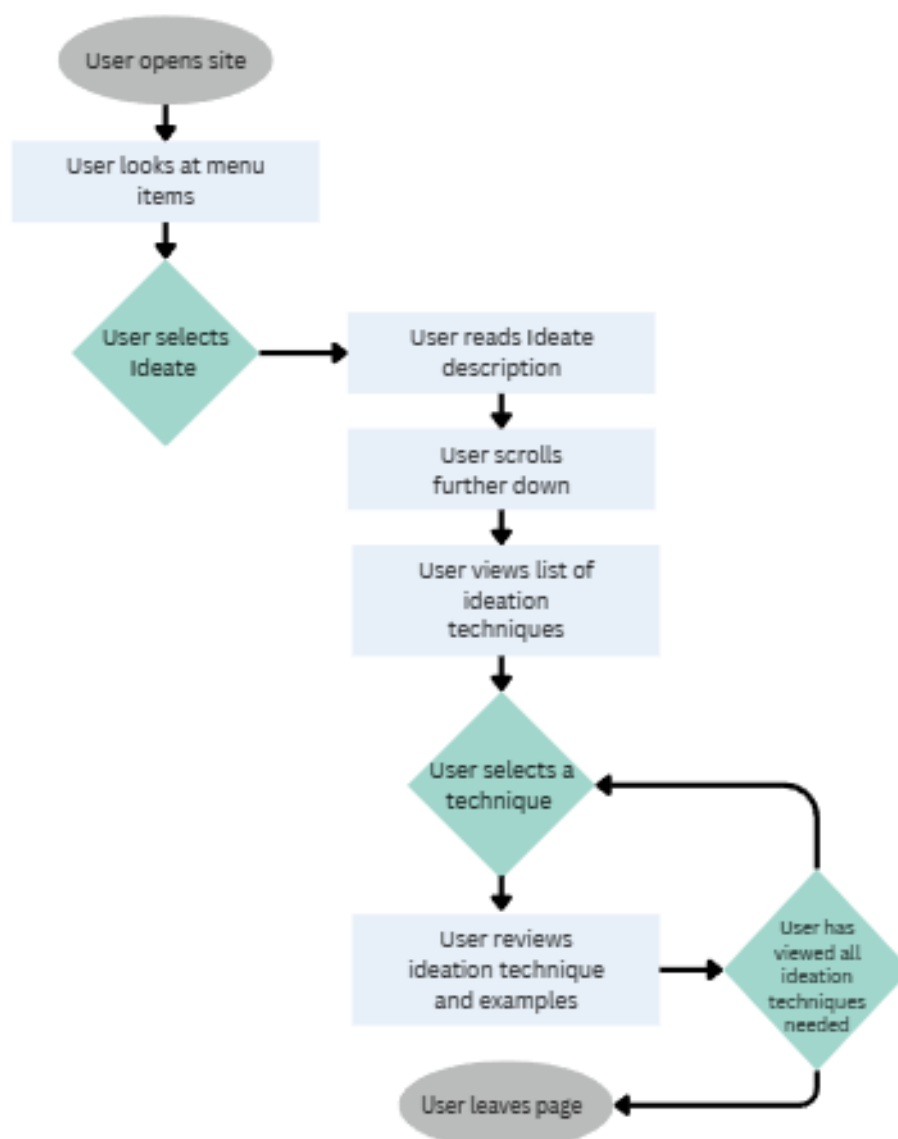 User opens site
User looks at menu
items
User selects
Ideate
User reads Ideate
description
User scrolls
further down
User views list of
ideation
techniques
User selects a
technique
User reviews
ideation technique
and examples
User has
viewed all
ideation
techniques
needed
User leaves page